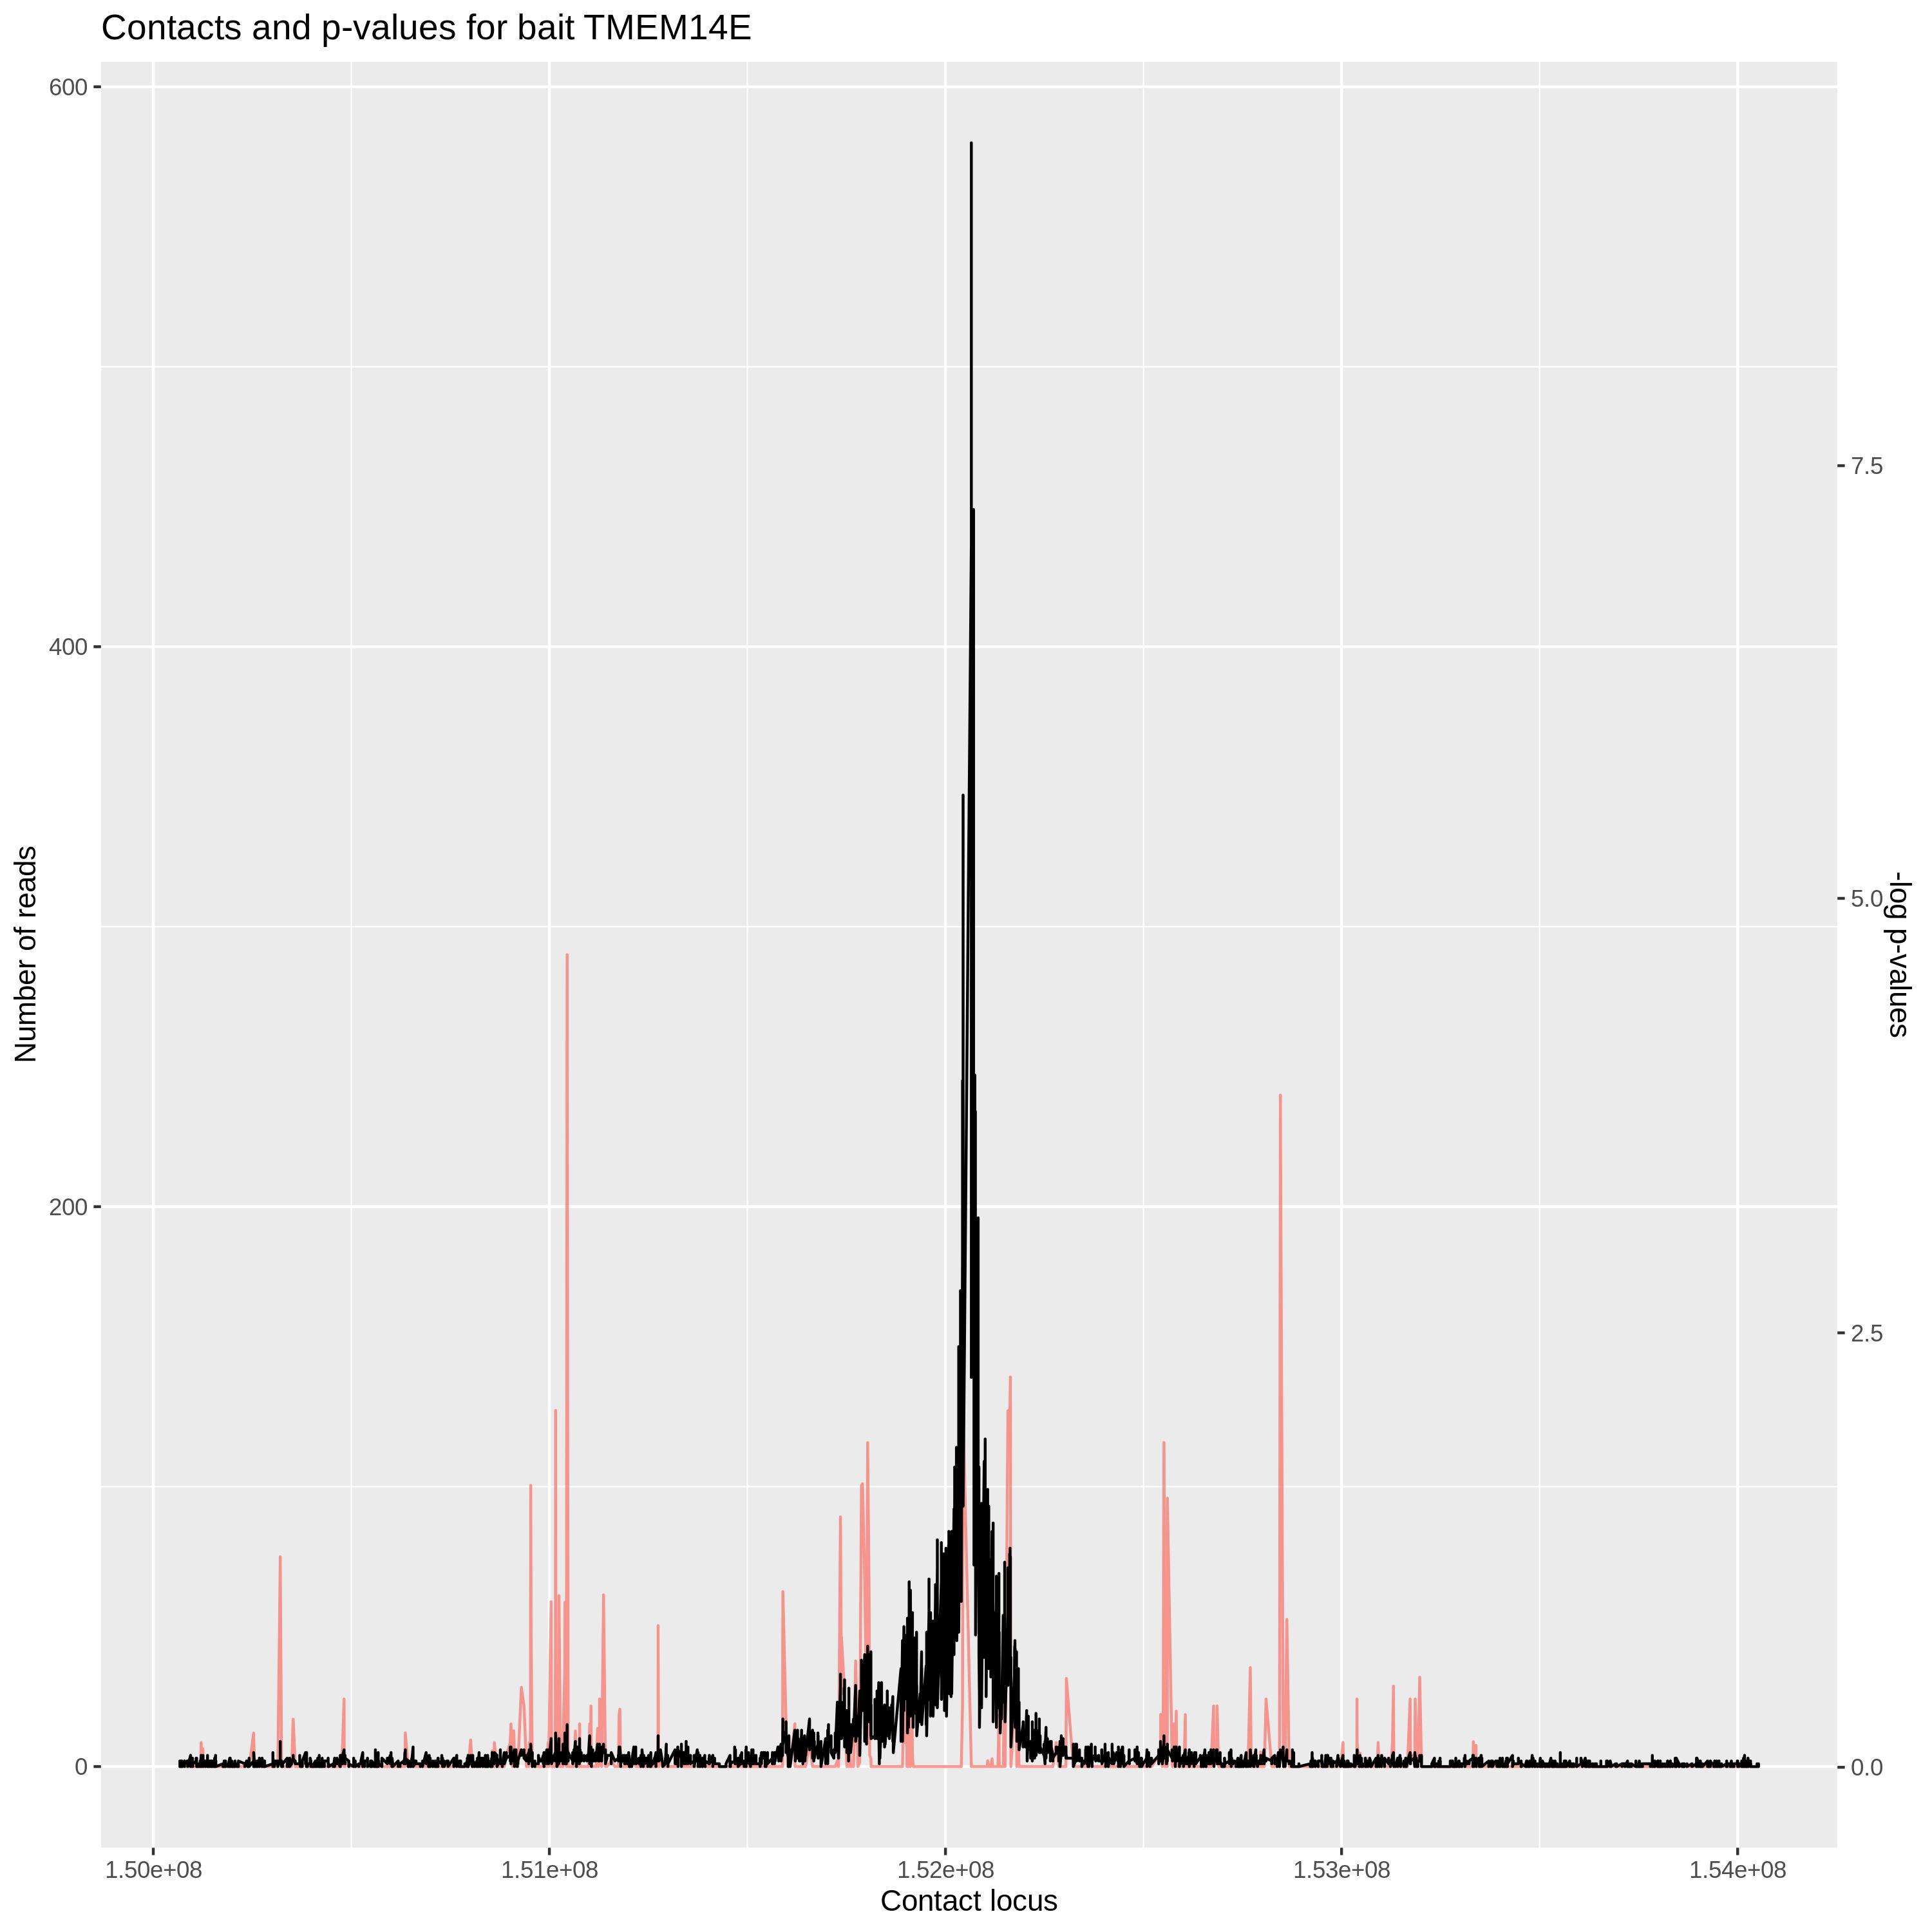 Contacts and p-values for bait TMEM14E
600
400
200
0
Number of reads
7.5
5.0
2.5
0.0
-log p-values
1.50e+08
1.51e+08
1.52e+08
1.53e+08
1.54e+08
Contact locus